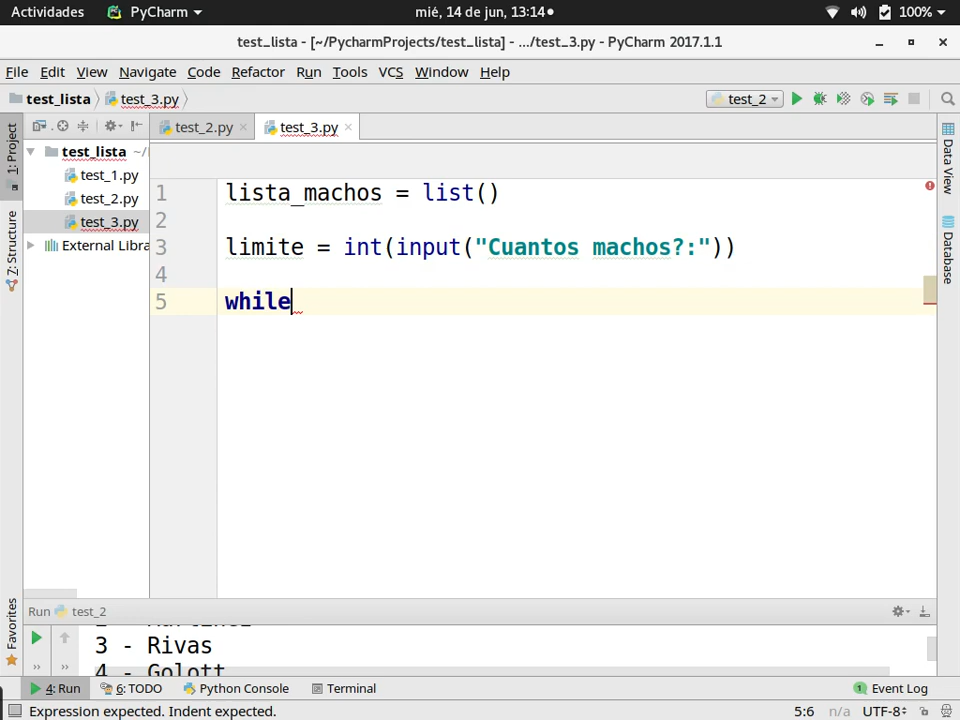 Actividades PyCharm mié, 14 de jun, 13:14 100%
test_lista - [~/PycharmProjects/test_lista] - .../test_3.py - PyCharm 2017.1.1
File Edit View Navigate Code Refactor Run Tools VCS Window Help
test_lista test_3.py test_2
test_2.py test_3.py
1: Project
7: Structure
Favorites
test_lista ~/
test_1.py
test_2.py
test_3.py
External Libra
1 lista_machos = list()
2
3 limite = int(input("Cuantos machos?:"))
4
5 while
Data View
Database
Run test_2
3 - Rivas
4 - Golott
4: Run 6: TODO Python Console Terminal 1 Event Log
Expression expected. Indent expected. 5:6 n/a UTF-8